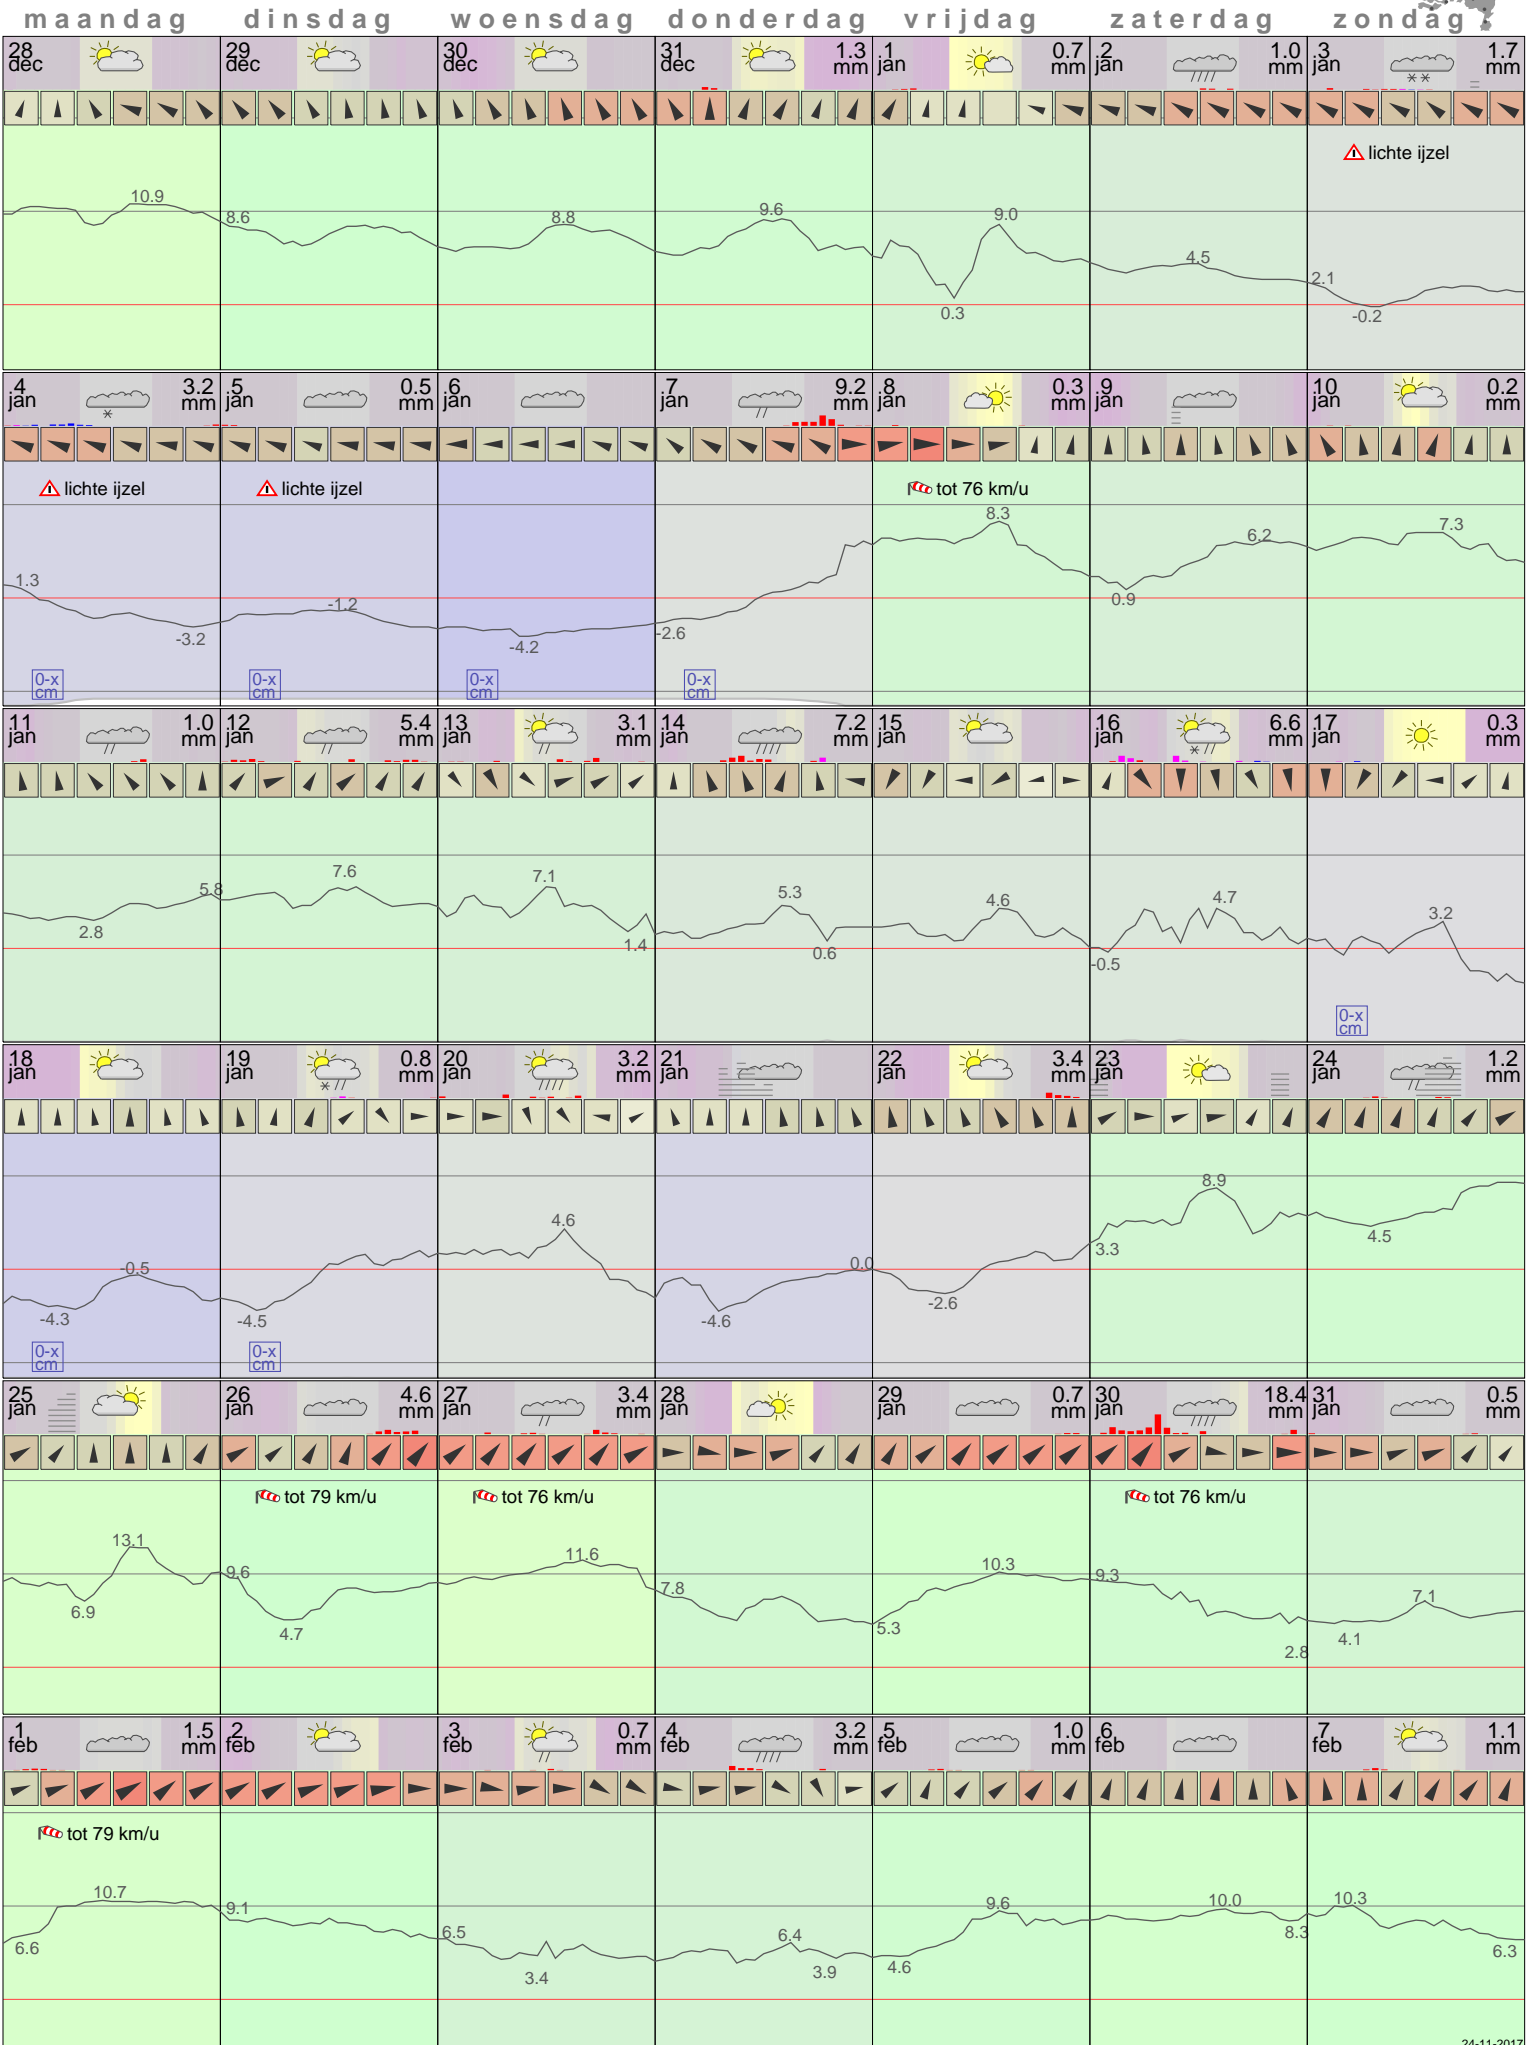 maandag dinsdag woensdag donderdag vrijdag zaterdag zondag
28 dec
29 dec
30 dec
31 dec 1.3 mm
1 jan 0.7 mm
2 jan 1.0 mm
3 jan 1.7 mm
lichte ijzel
10.9
8.6
8.8
9.6
0.3 9.0
4.5
2.1 -0.2
4 jan 3.2 mm
5 jan 0.5 mm
6 jan
7 jan 9.2 mm
8 jan 0.3 mm
9 jan
10 jan 0.2 mm
lichte ijzel
lichte ijzel
tot 76 km/u
1.3 -3.2
-1.2
-4.2
-2.6
8.3
0.9 6.2
7.3
0-x cm
0-x cm
0-x cm
0-x cm
11 jan 1.0 mm
12 jan 5.4 mm
13 jan 3.1 mm
14 jan 7.2 mm
15 jan
16 jan 6.6 mm
17 jan 0.3 mm
2.8 5.8
7.6
7.1 1.4
5.3 0.6
4.6
-0.5 4.7
3.2
0-x cm
18 jan
19 jan 0.8 mm
20 jan 3.2 mm
21 jan
22 jan 3.4 mm
23 jan
24 jan 1.2 mm
-4.3 -0.5
-4.5
4.6
-4.6 0.0
-2.6
3.3 8.9
4.5
0-x cm
0-x cm
25 jan
26 jan 4.6 mm
27 jan 3.4 mm
28 jan
29 jan 0.7 mm
30 jan 18.4 mm
31 jan 0.5 mm
tot 79 km/u
tot 76 km/u
tot 76 km/u
6.9 13.1
9.6 4.7
11.6
7.8
5.3 10.3
9.3 2.8
4.1 7.1
1 feb 1.5 mm
2 feb
3 feb 0.7 mm
4 feb 3.2 mm
5 feb 1.0 mm
6 feb
7 feb 1.1 mm
tot 79 km/u
6.6 10.7
9.1
6.5 3.4
6.4 3.9
4.6 9.6
10.0 8.3
10.3 6.3
24-11-2017